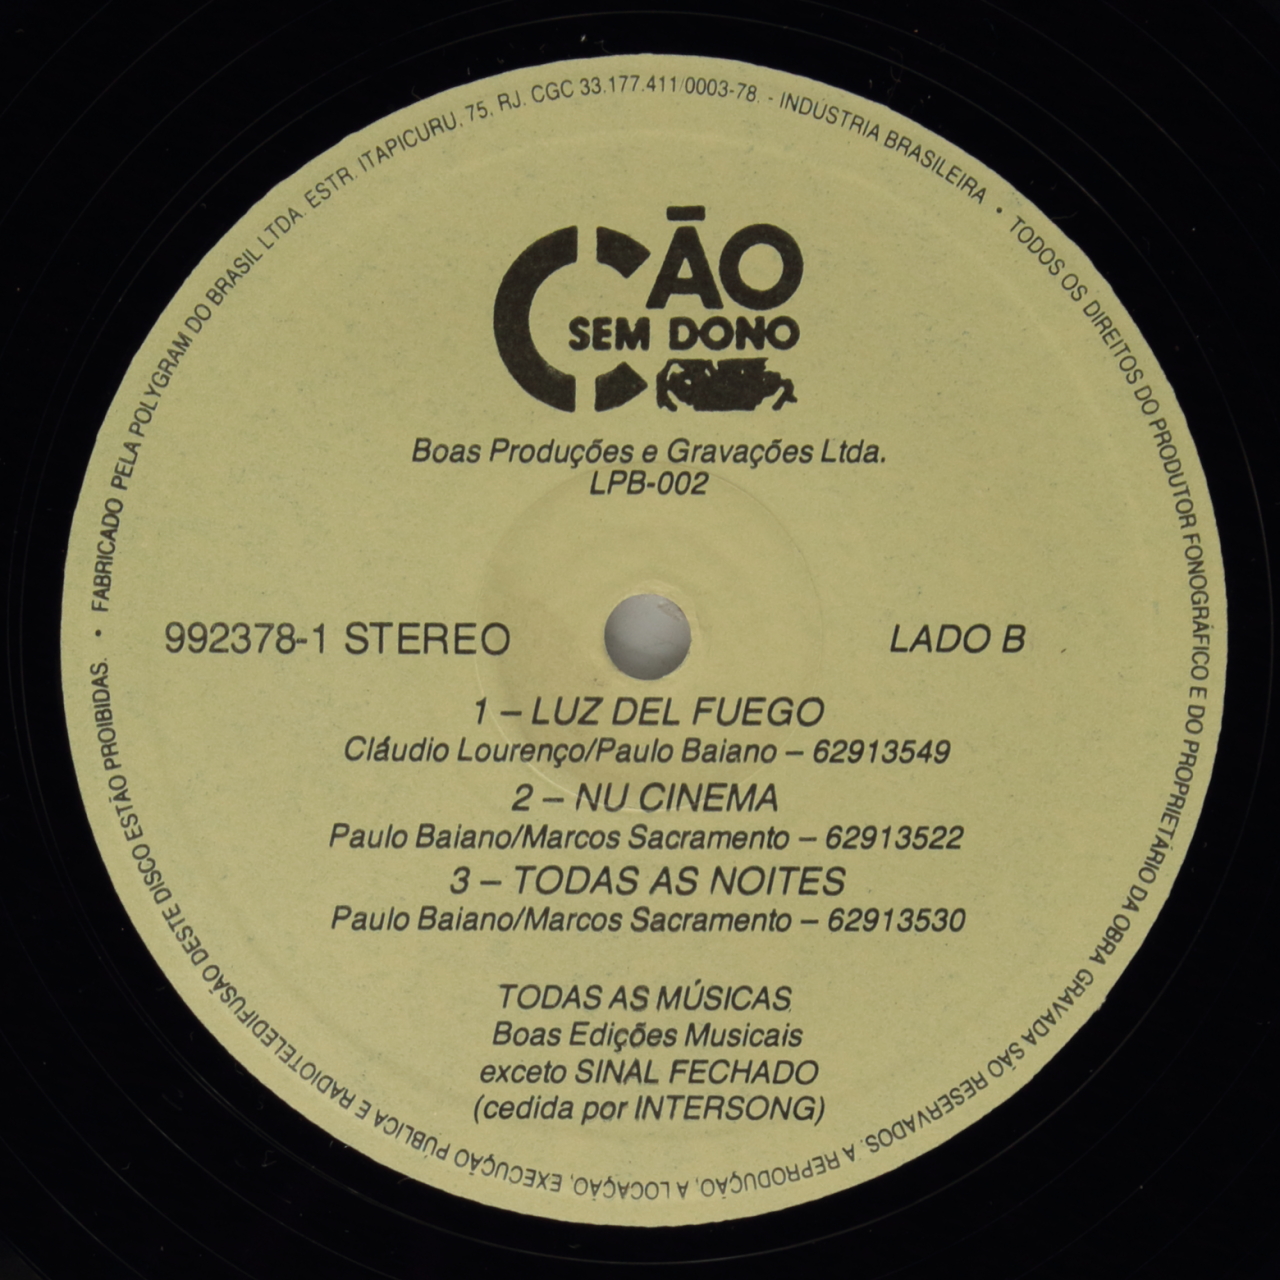 CÃO
SEM DONO
Boas Produções e Gravações Ltda.
LPB-002
992378-1 STEREO
LADO B
1 – LUZ DEL FUEGO
Cláudio Lourenço/Paulo Baiano – 62913549
2 – NU CINEMA
Paulo Baiano/Marcos Sacramento – 62913522
3 – TODAS AS NOITES
Paulo Baiano/Marcos Sacramento – 62913530
TODAS AS MÚSICAS
Boas Edições Musicais
exceto SINAL FECHADO
(cedida por INTERSONG)
• FABRICADO PELA POLYGRAM DO BRASIL LTDA. ESTR. ITAPICURU, 75, RJ. CGC 33.177.411/0003-78. - INDÚSTRIA BRASILEIRA • TODOS OS DIREITOS DO PRODUTOR FONOGRÁFICO E DO PROPRIETÁRIO DA OBRA GRAVADA SÃO RESERVADOS. A REPRODUÇÃO, A LOCAÇÃO, EXECUÇÃO PÚBLICA E RADIOTELEDIFUSÃO DESTE DISCO ESTÃO PROIBIDAS.